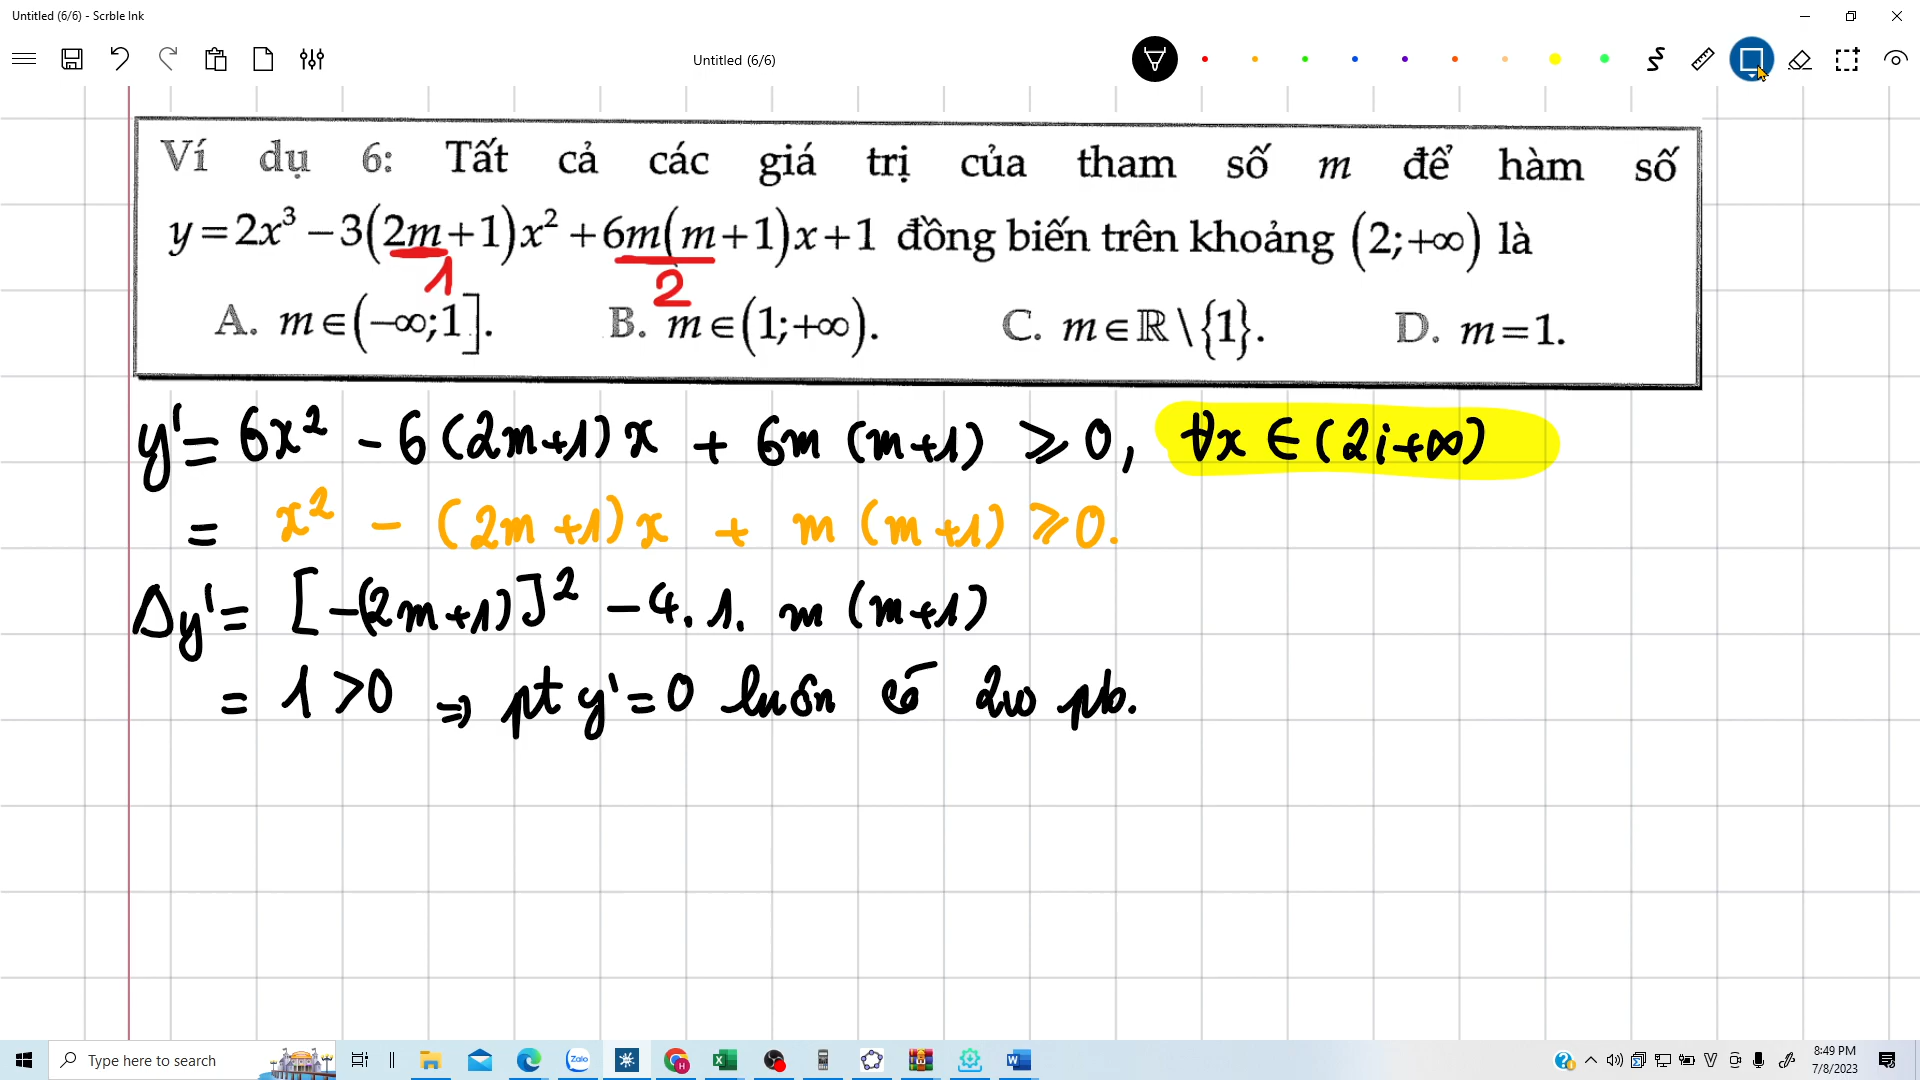 Untitled (6/6) - Scrble Ink
Untitled (6/6)
Ví dụ 6: Tất cả các giá trị của tham số m để hàm số
y = 2x³ − 3(2m+1)x² + 6m(m+1)x + 1 đồng biến trên khoảng (2;+∞) là
1 2
A. m∈(−∞;1]. B. m∈(1;+∞). C. m∈ℝ\{1}. D. m=1.
y' = 6x² − 6(2m+1)x + 6m(m+1) ⩾ 0, ∀x ∈ (2;+∞)
= x² − (2m+1)x + m(m+1) ⩾ 0.
Δy' = [−(2m+1)]² − 4.1.m(m+1)
= 1 > 0 ⇒ pt y' = 0 luôn có 2no pb.
Type here to search
Zalo
8:49 PM
7/8/2023